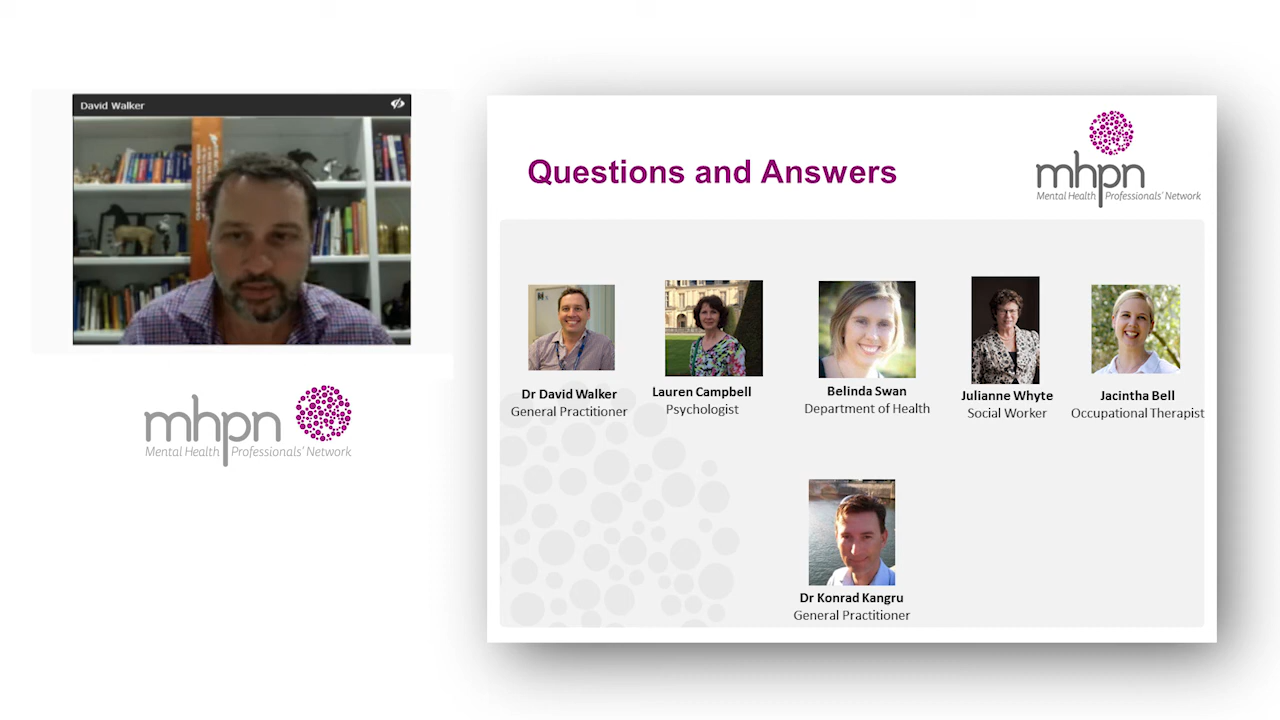 David Walker
mhpn
Mental Health Professionals' Network
Questions and Answers
mhpn
Mental Health Professionals' Network
Dr David Walker
General Practitioner
Lauren Campbell
Psychologist
Belinda Swan
Department of Health
Julianne Whyte
Social Worker
Jacintha Bell
Occupational Therapist
Dr Konrad Kangru
General Practitioner